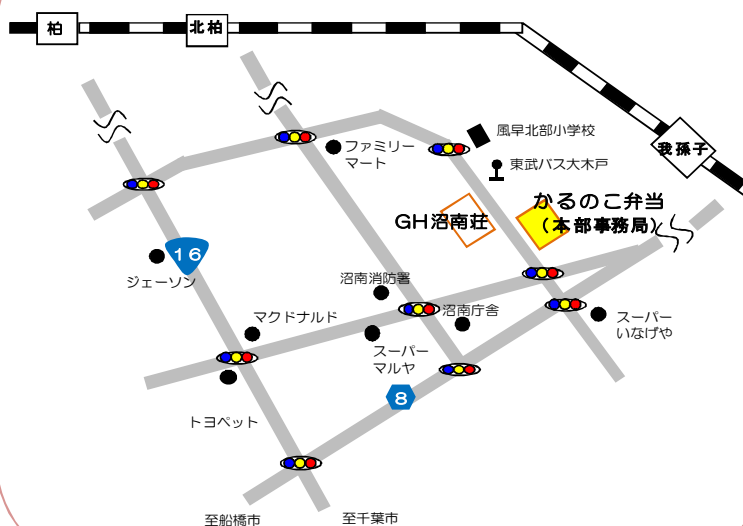 柏
北柏
我孫子
風早北部小学校
ファミリー
マート
東武バス大木戸
かるのこ弁当
（本部事務局）
GH沼南荘
16
ジェーソン
沼南消防署
沼南庁舎
マクドナルド
スーパー
いなげや
スーパー
マルヤ
8
トヨペット
至船橋市
至千葉市